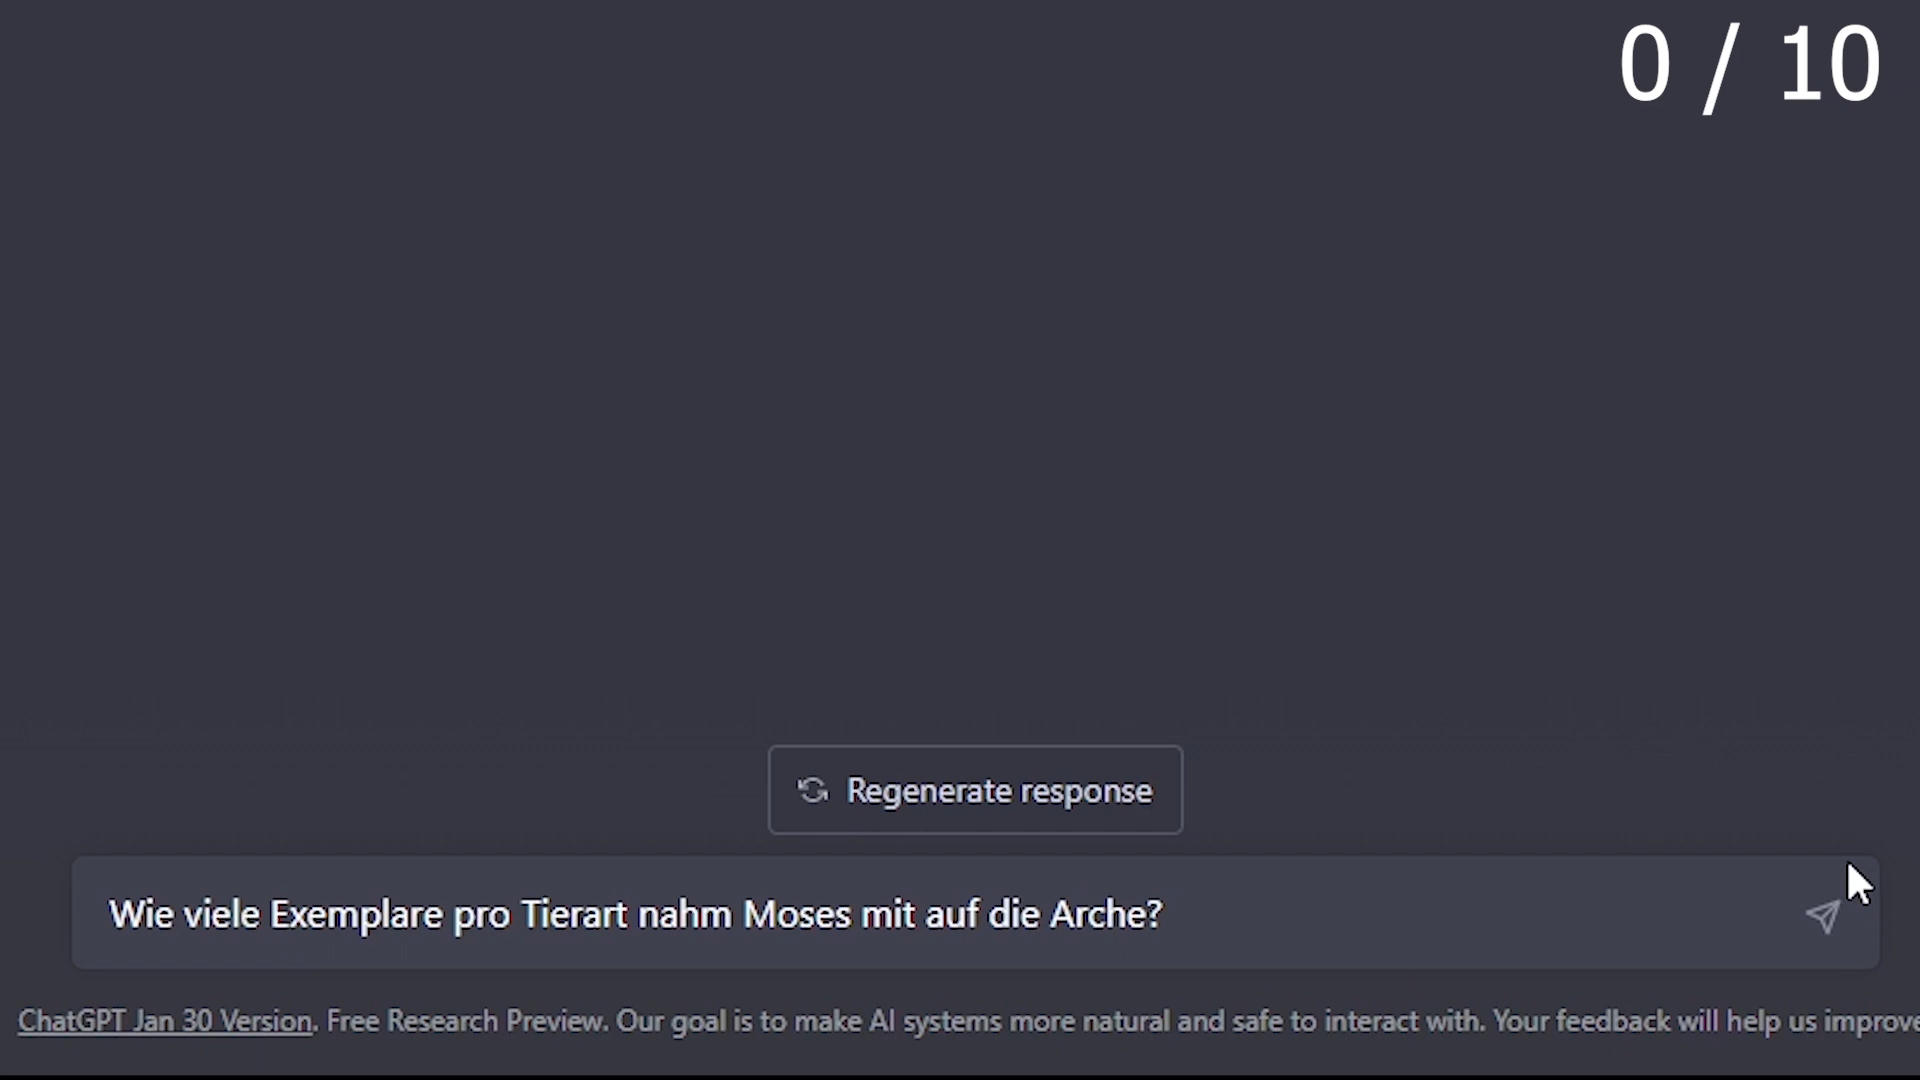 0 / 10
Regenerate response
Wie viele Exemplare pro Tierart nahm Moses mit auf die Arche?
ChatGPT Jan 30 Version. Free Research Preview. Our goal is to make AI systems more natural and safe to interact with. Your feedback will help us improve